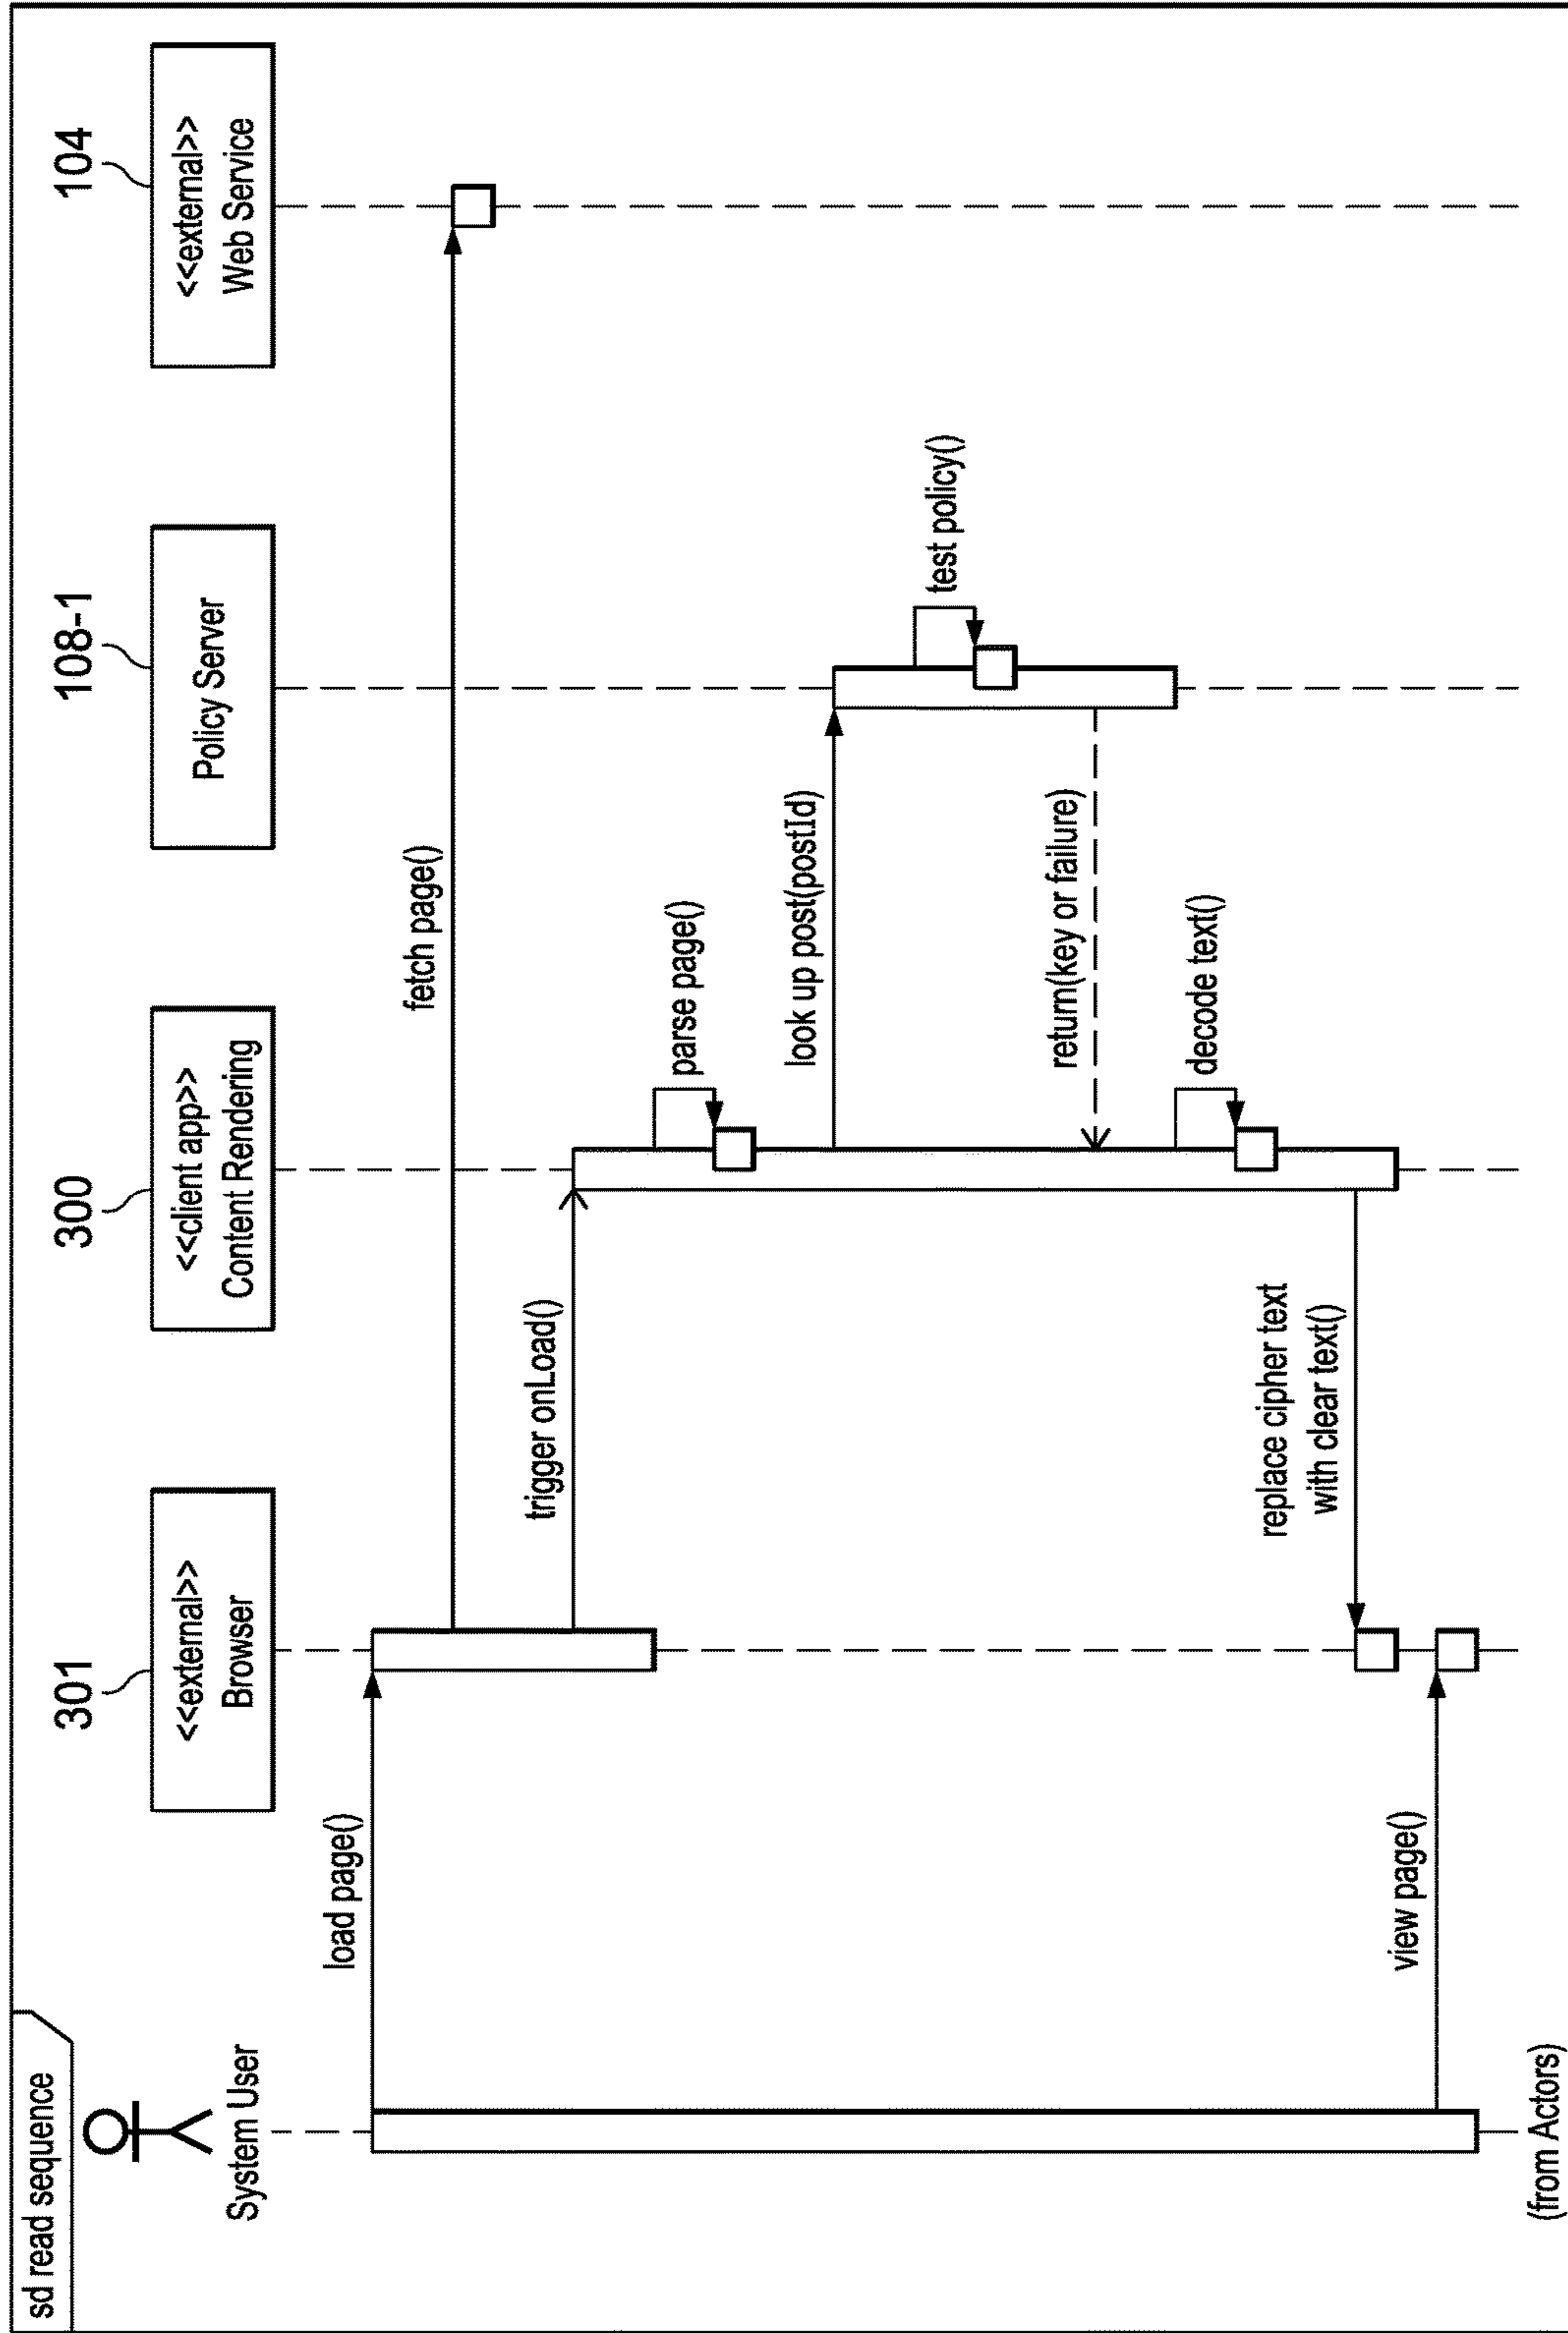 sd read sequence
System User
301
<<external>>
Browser
300
<<client app>>
Content Rendering
108-1
Policy Server
104
<<external>>
Web Service
load page()
fetch page()
trigger onLoad()
parse page()
look up post(postId)
test policy()
return(key or failure)
decode text()
replace cipher text
with clear text()
view page()
(from Actors)